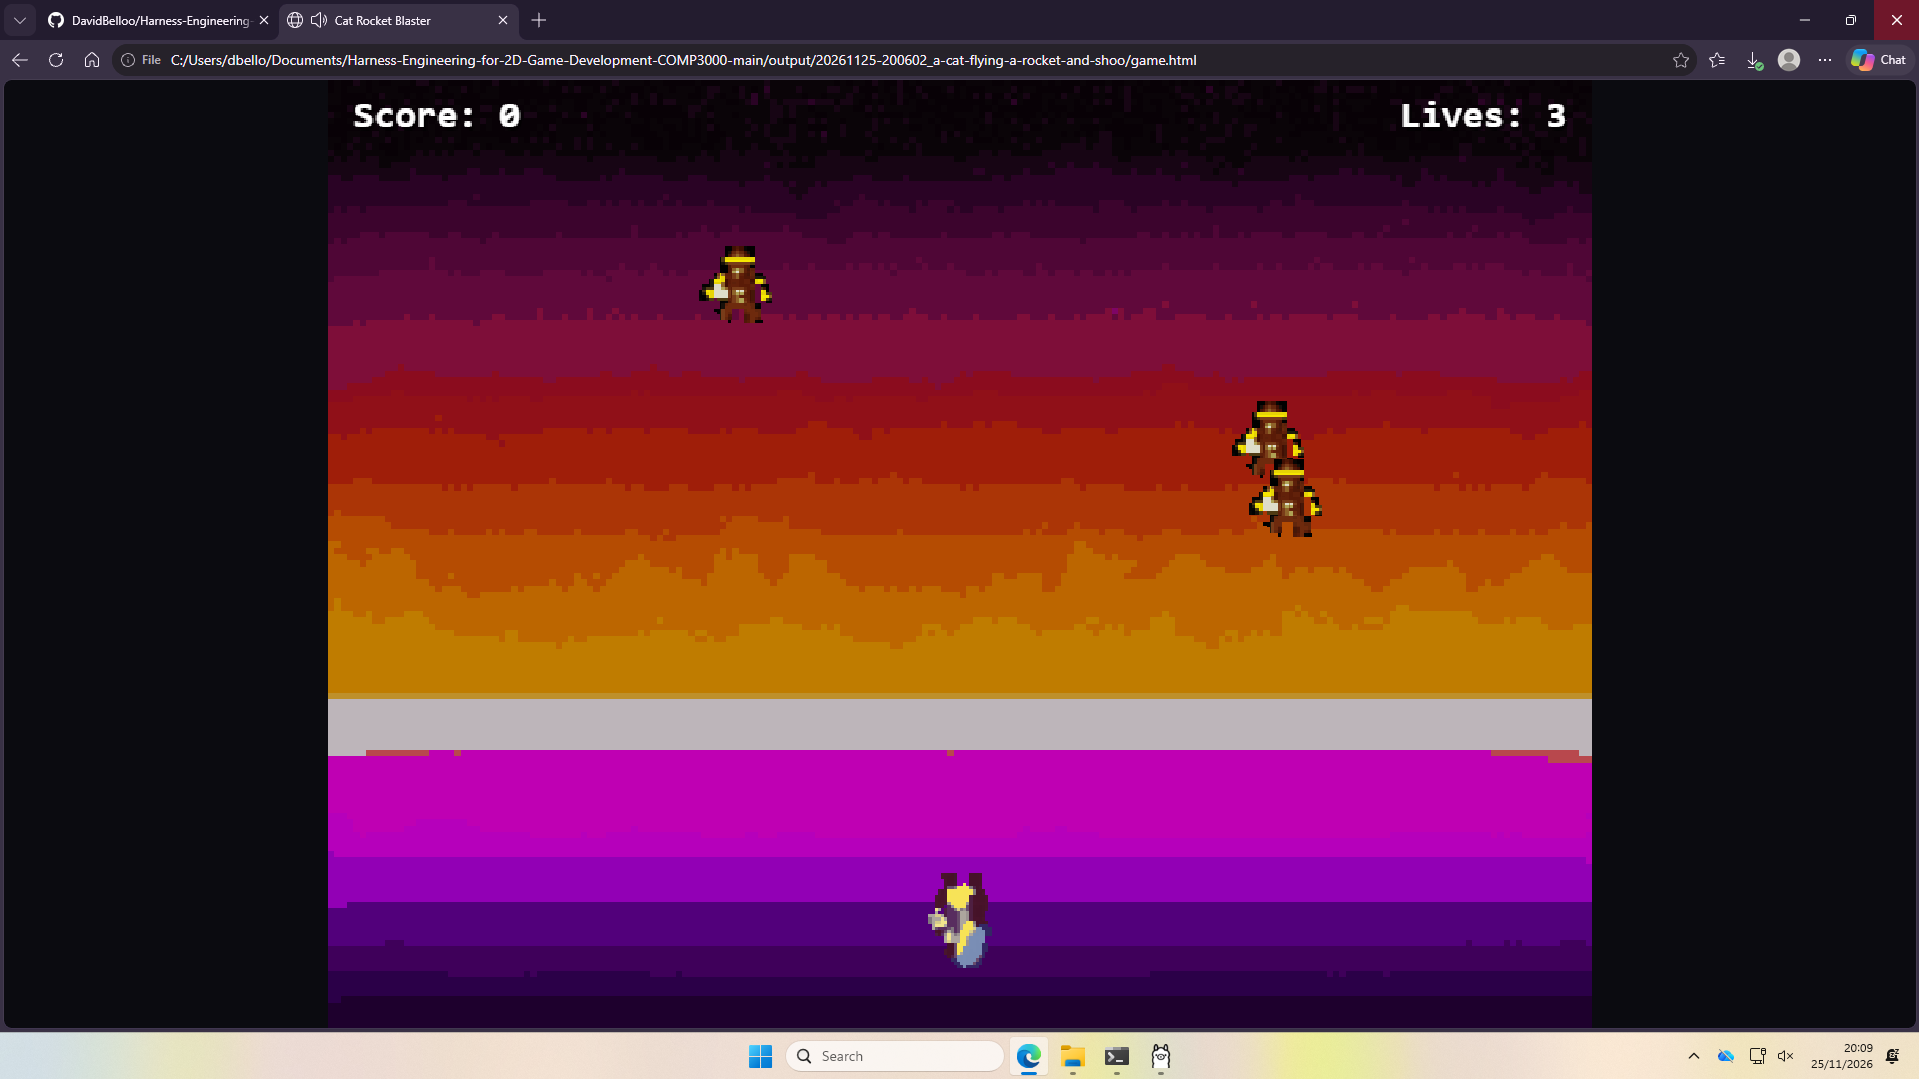 DavidBelloo/Harness-Engineering-
Cat Rocket Blaster
File
C:/Users/dbello/Documents/Harness-Engineering-for-2D-Game-Development-COMP3000-main/output/20261125-200602_a-cat-flying-a-rocket-and-shoo/game.html
Chat
Score: 0
Lives: 3
Search
20:09
25/11/2026